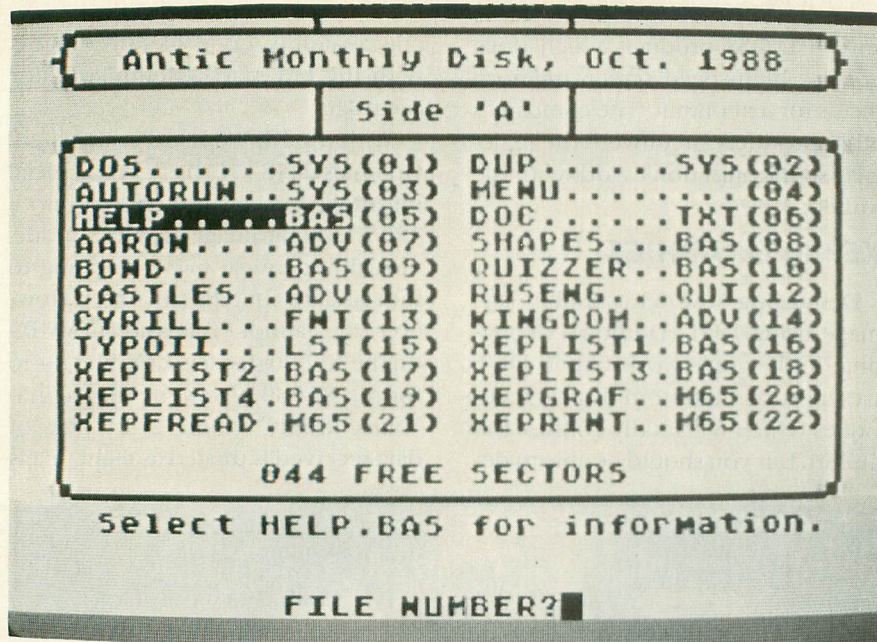 Antic Monthly Disk, Oct. 1988
Side 'A'
DOS..... SYS(01) DUP..... SYS(02)
AUTORUN..SYS(03) MENU.........(04)
HELP.....BAS(05) DOC......TXT(06)
AARON....ADV(07) SHAPES...BAS(08)
BOND ....BAS(09) QUIZZER..BAS(10)
CASTLES..ADV(11) RUSENG...QUI(12)
CYRILL...FNT(13) KINGDOM..ADV(14)
TYPOII...LST(15) XEPLIST1.BAS(16)
XEPLIST2.BAS(17) XEPLIST3.BAS(18)
XEPLIST4.BAS(19) XEPGRAF..M65(20)
XEPFREAD.M65(21) XEPRINT..M65(22)
044 FREE SECTORS
Select HELP.BAS for information.
FILE NUMBER?